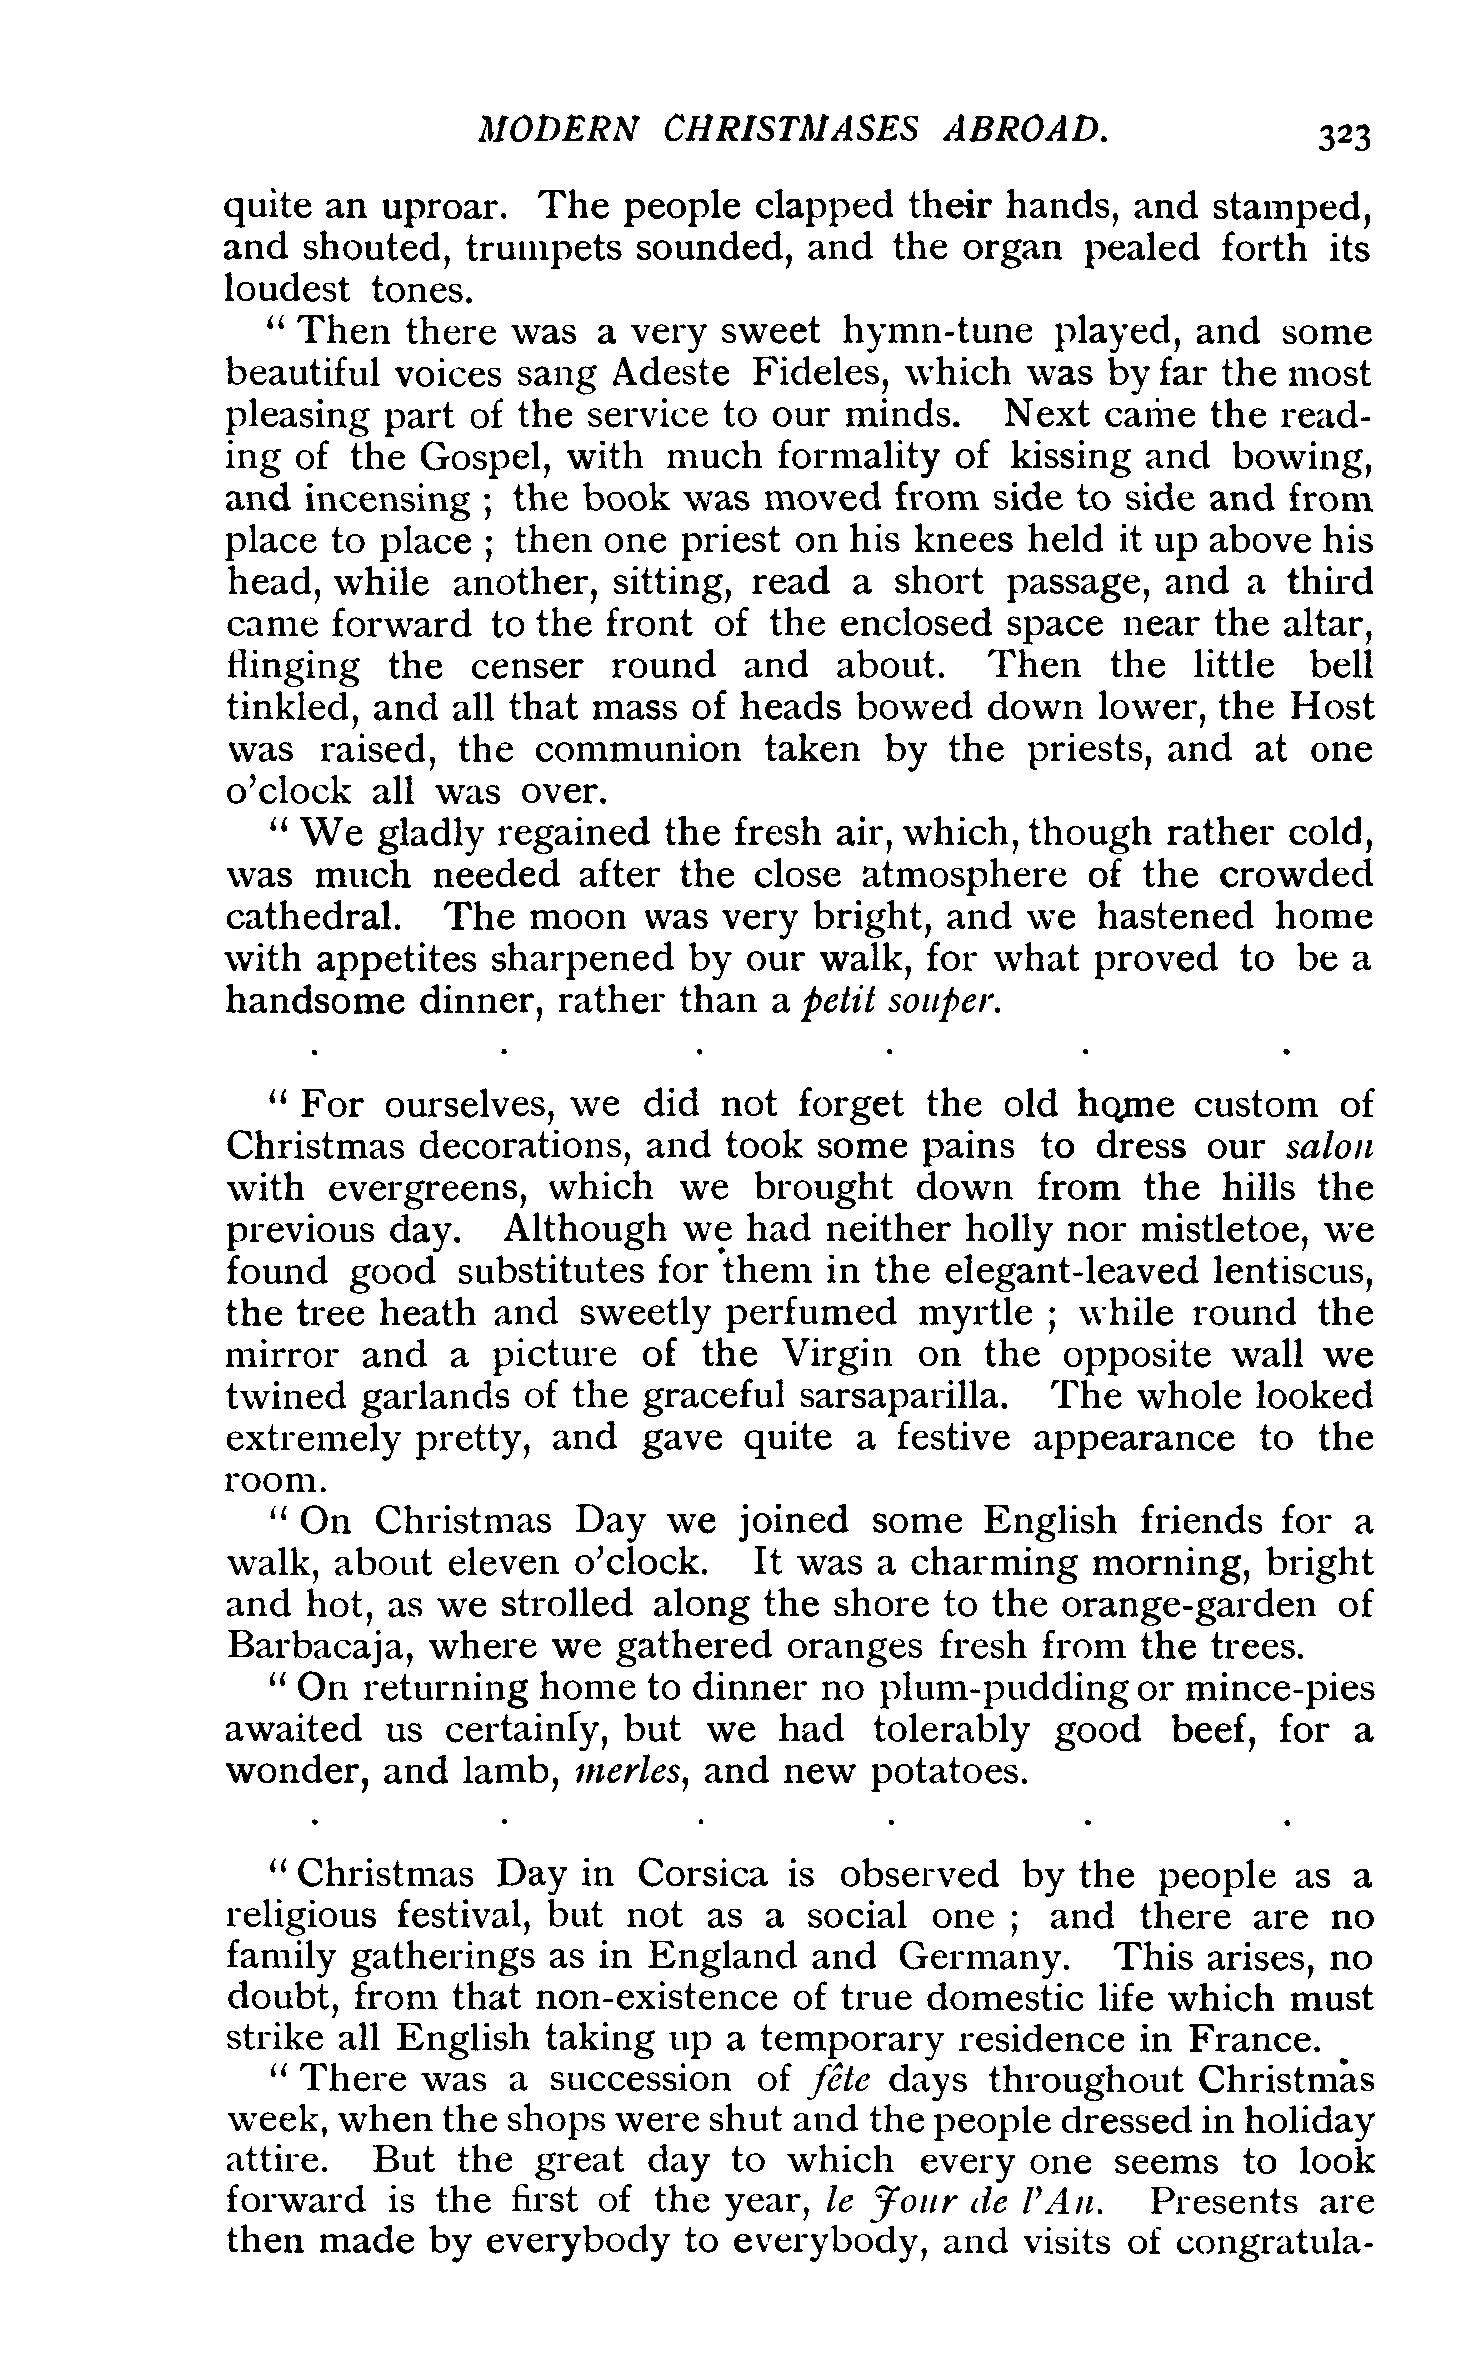 MODERN CHRISTMASES ABROAD. 323
quite an uproar. The people clapped their hands, and stamped,
and shouted, trumpets sounded, and the organ pealed forth its
loudest tones.
“ Then there was a very sweet hymn-tune played, and some
beautiful voices sang Adeste Fideles, which was by far the most
pleasing part of the service to our minds. Next came the read-
ing of the Gospel, with much formality of kissing and bowing,
and incensing ; the book was moved from side to side and from
place to place ; then one priest on his knees held it up above his
head, while another, sitting, read a short passage, and a third
came forward to the front of the enclosed space near the altar,
flinging the censer round and about. Then the little bell
tinkled, and all that mass of heads bowed down lower, the Host
was raised, the communion taken by the priests, and at one
o’clock all was over.
“ We gladly regained the fresh air, which, though rather cold,
was much needed after the close atmosphere of the crowded
cathedral. The moon was very bright, and we hastened home
with appetites sharpened by our walk, for what proved to be a
handsome dinner, rather than a petit souper.
. . . . . .
“ For ourselves, we did not forget the old home custom of
Christmas decorations, and took some pains to dress our salon
with evergreens, which we brought down from the hills the
previous day. Although we had neither holly nor mistletoe, we
found good substitutes for them in the elegant-leaved lentiscus,
the tree heath and sweetly perfumed myrtle ; while round the
mirror and a picture of the Virgin on the opposite wall we
twined garlands of the graceful sarsaparilla. The whole looked
extremely pretty, and gave quite a festive appearance to the
room.
“ On Christmas Day we joined some English friends for a
walk, about eleven o’clock. It was a charming morning, bright
and hot, as we strolled along the shore to the orange-garden of
Barbacaja, where we gathered oranges fresh from the trees.
“ On returning home to dinner no plum-pudding or mince-pies
awaited us certainly, but we had tolerably good beef, for a
wonder, and lamb, merles, and new potatoes.
. . . . . .
“ Christmas Day in Corsica is observed by the people as a
religious festival, but not as a social one ; and there are no
family gatherings as in England and Germany. This arises, no
doubt, from that non-existence of true domestic life which must
strike all English taking up a temporary residence in France.
“ There was a succession of fête days throughout Christmas
week, when the shops were shut and the people dressed in holiday
attire. But the great day to which every one seems to look
forward is the first of the year, le Jour de l’An. Presents are
then made by everybody to everybody, and visits of congratula-